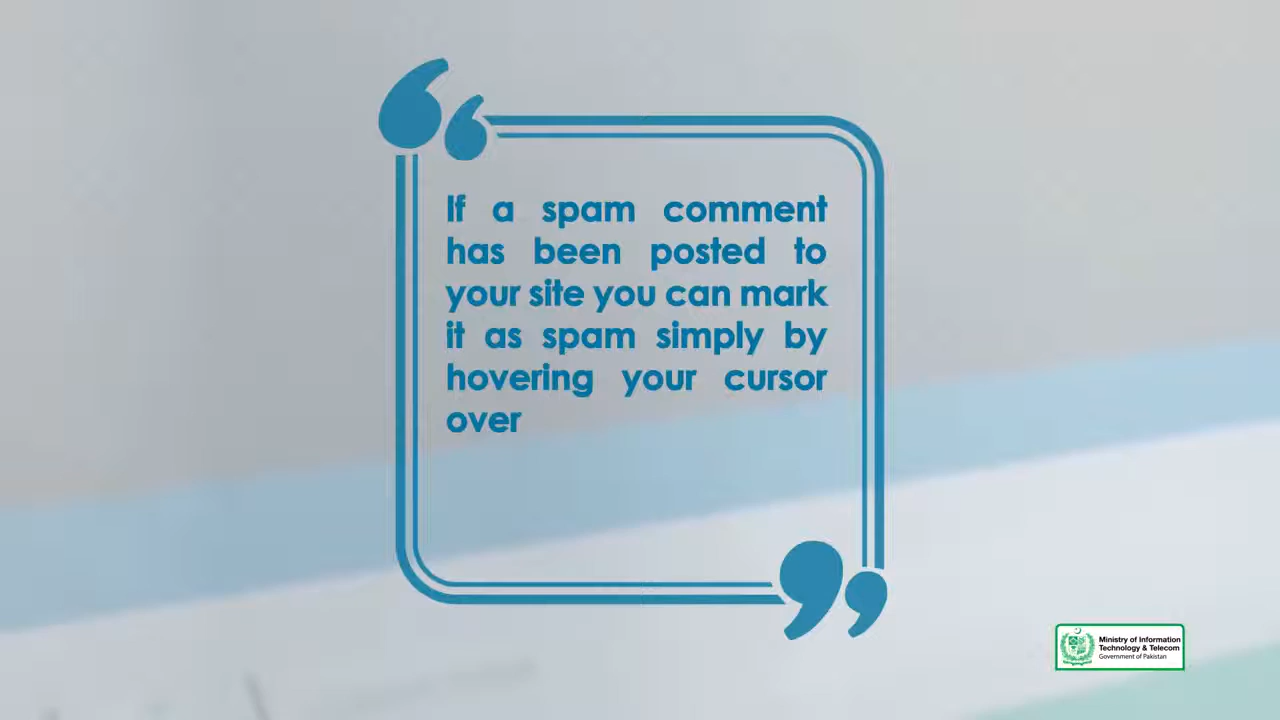 If a spam comment
has been posted to
your site you can mark
it as spam simply by
hovering your cursor
over
Ministry of Information
Technology & Telecom
Government of Pakistan